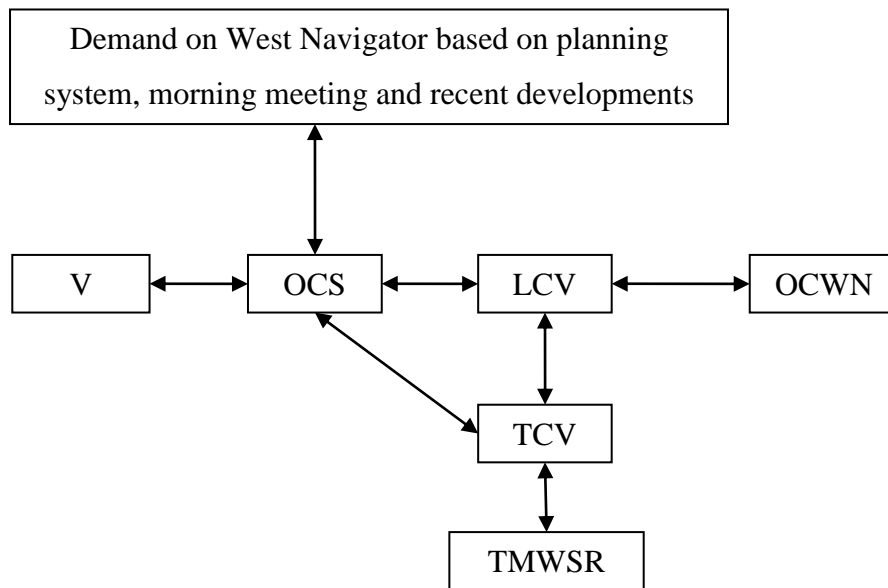 Demand on West Navigator based on planning
system, morning meeting and recent developments
V
OCS
LCV
OCWN
TCV
TMWSR